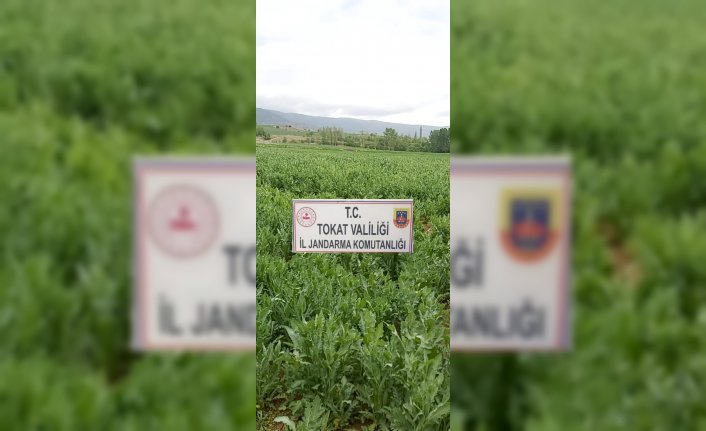 T.C.
TOKAT VALİLİĞİ
İL JANDARMA KOMUTANLIĞI